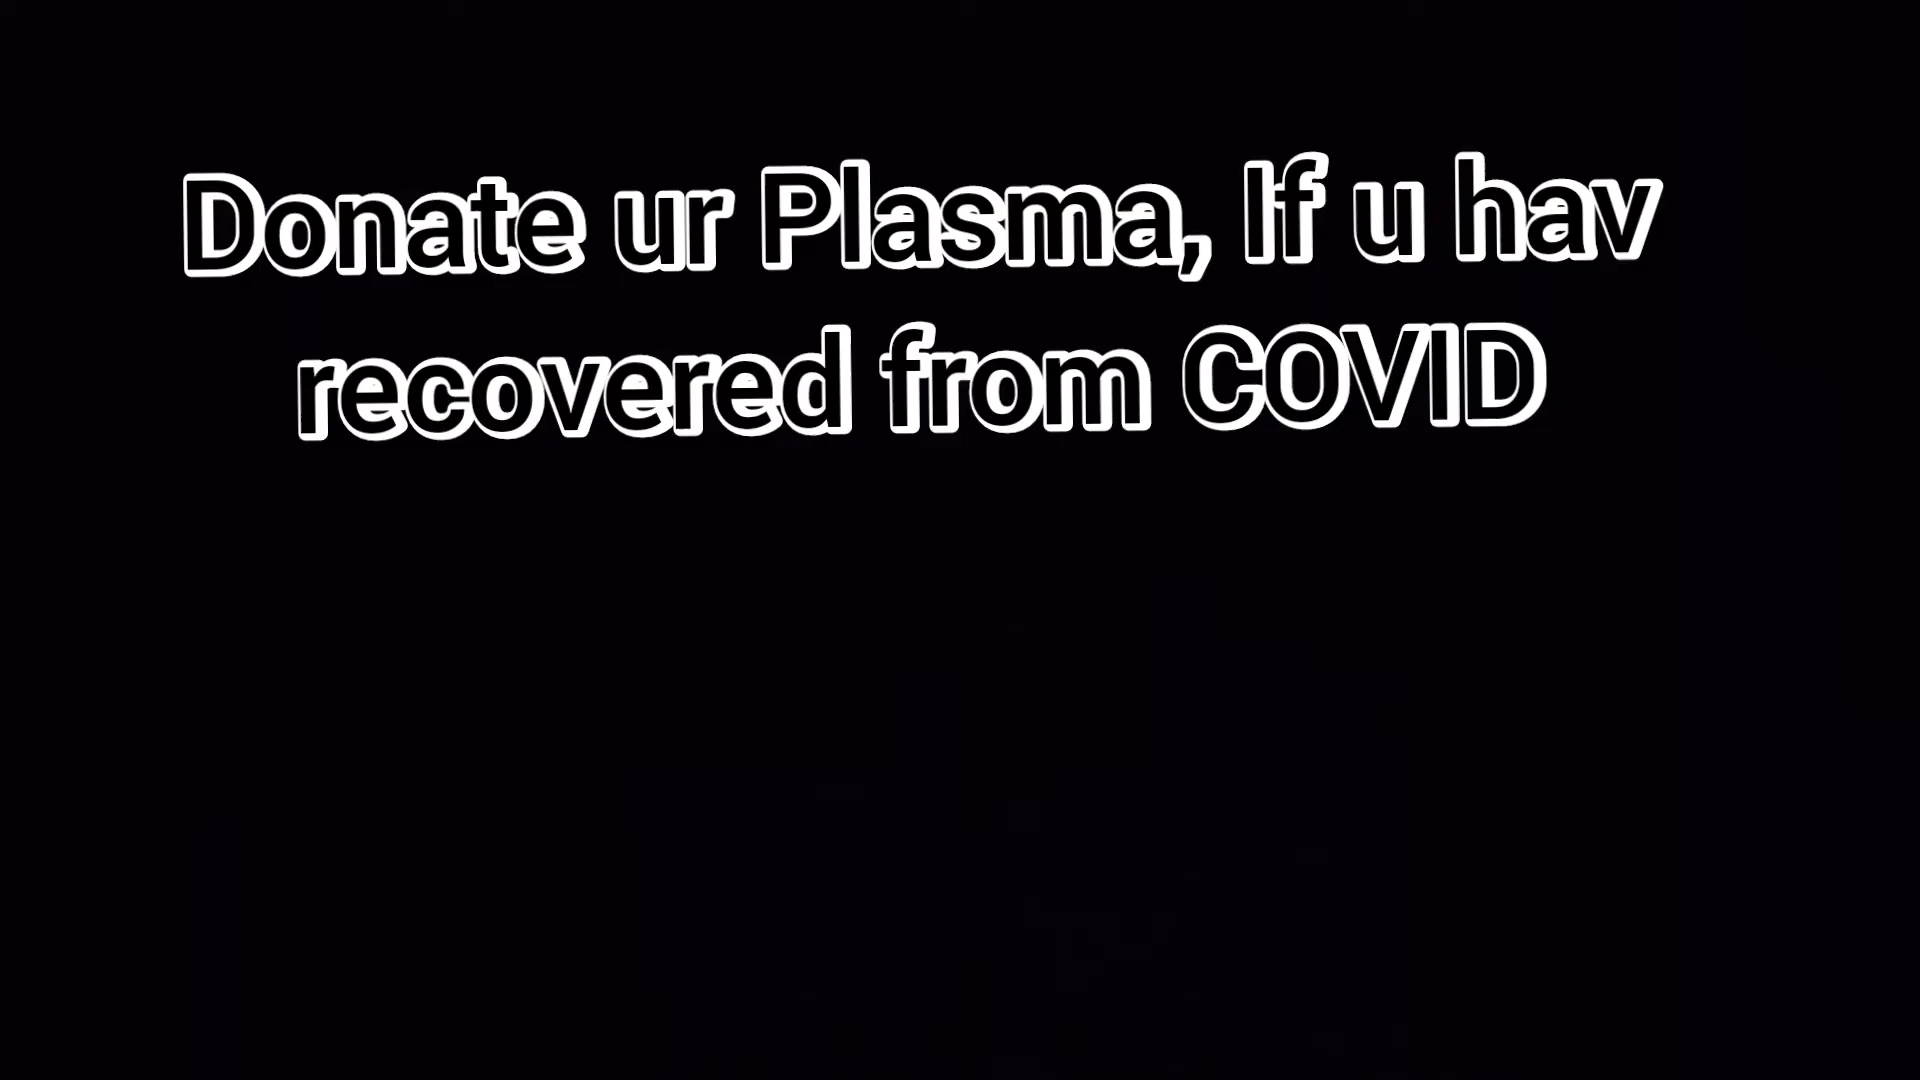 Donate ur Plasma, If u hav
recovered from COVID